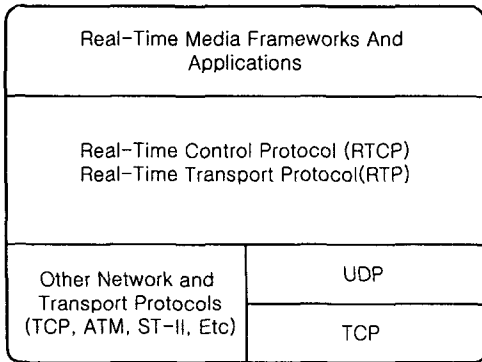 Real-Time Media Frameworks And
Applications
Real-Time Control Protocol (RTCP)
Real-Time Transport Protocol(RTP)
Other Network and
Transport Protocols
(TCP, ATM, ST-II, Etc)
UDP
TCP